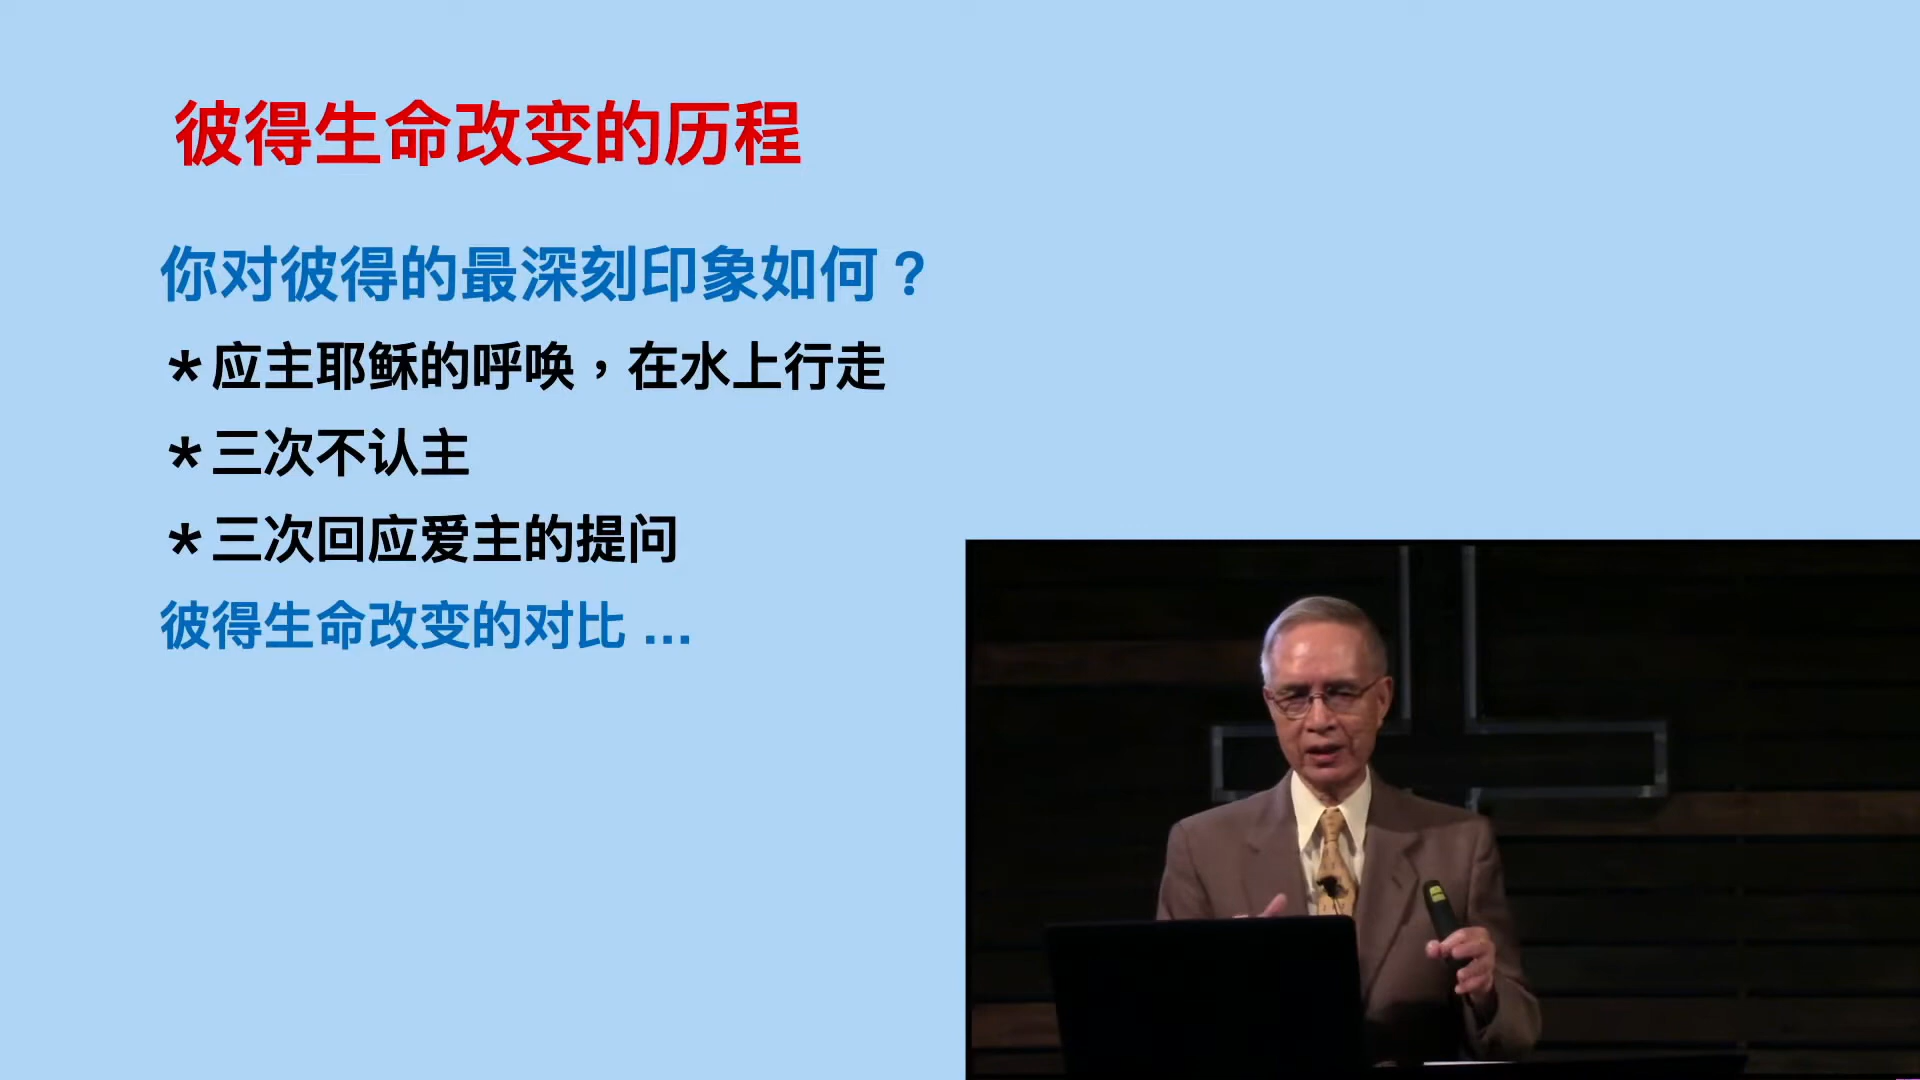 彼得生命改变的历程
你对彼得的最深刻印象如何？
*应主耶稣的呼唤，在水上行走
*三次不认主
*三次回应爱主的提问
彼得生命改变的对比 ...